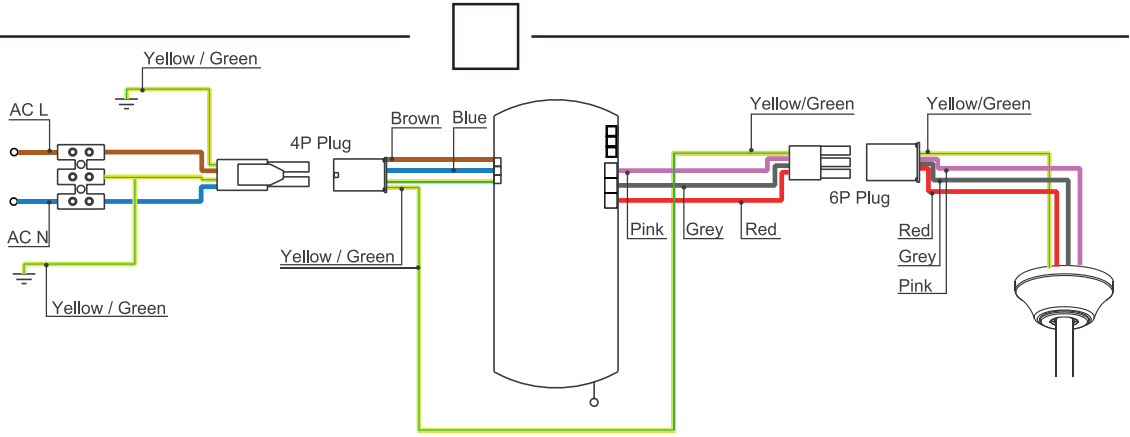 Yellow / Green
AC L
4P Plug
Brown
Blue
Yellow/Green
Yellow/Green
6P Plug
AC N
Pink
Grey
Red
Red
Grey
Pink
Yellow / Green
Yellow / Green